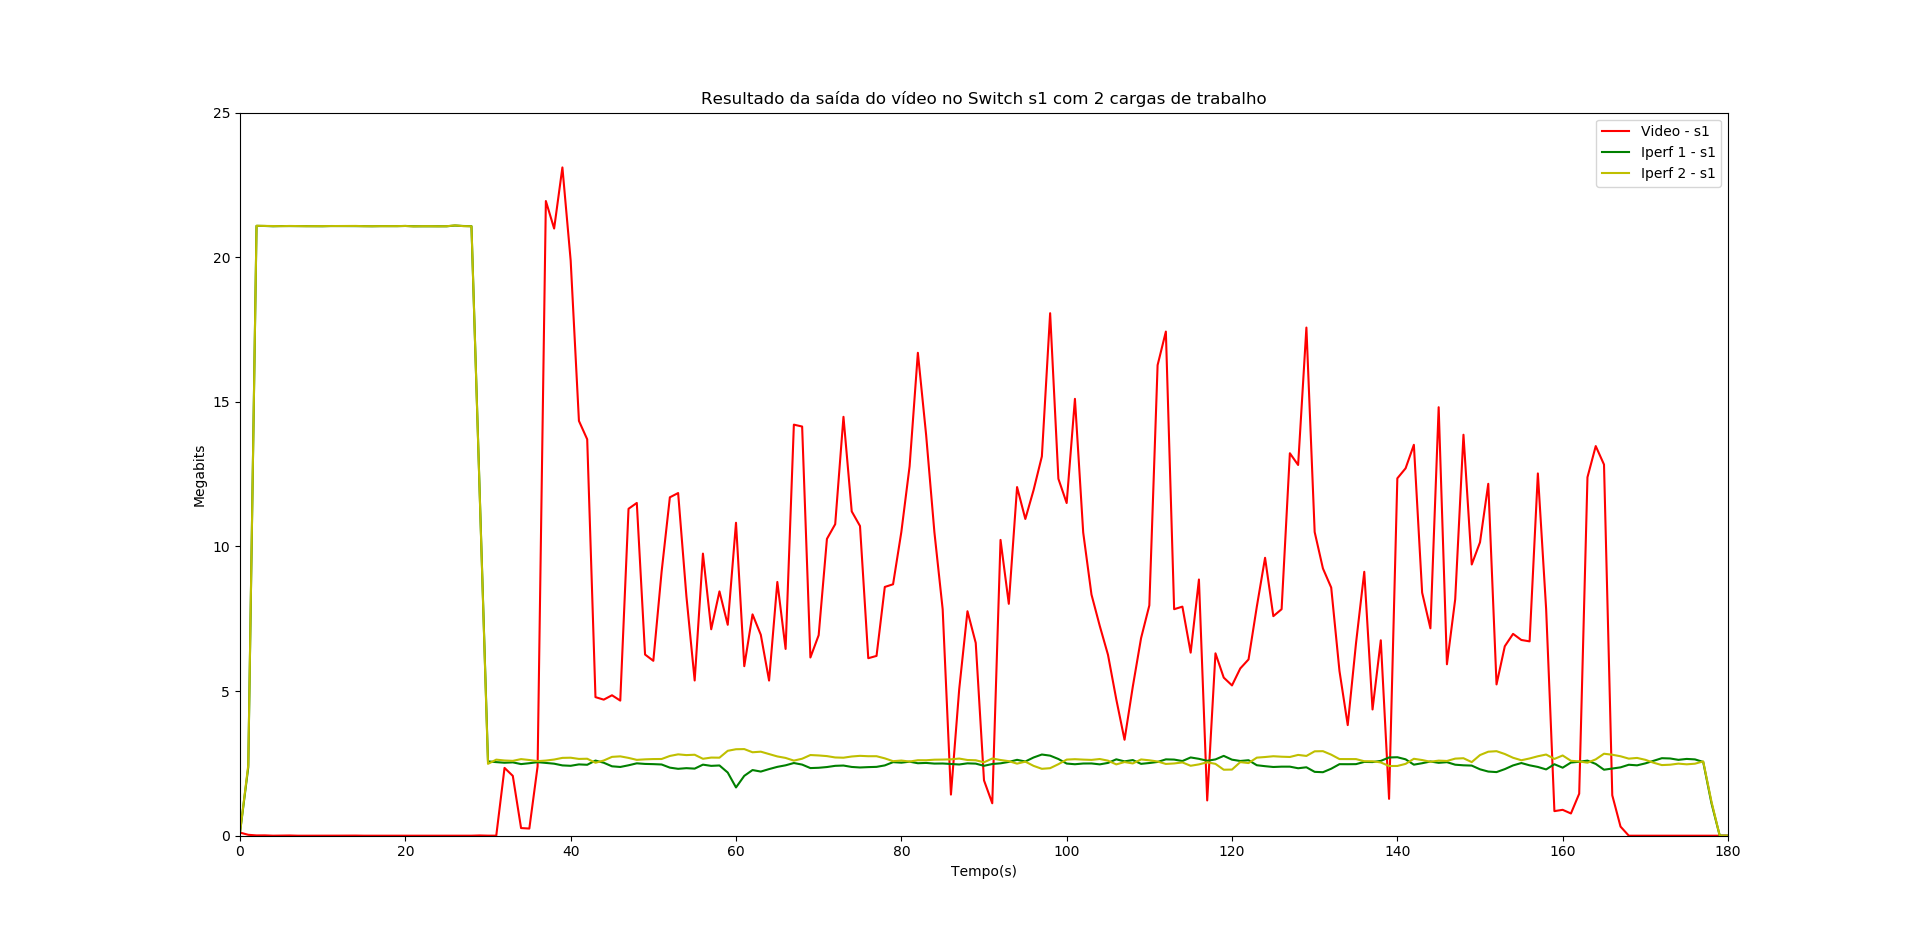 Resultado da saída do vídeo no Switch s1 com 2 cargas de trabalho
25
20
15
10
5
0
Megabits
Video - s1
Iperf 1 - s1
Iperf 2 - s1
0 20 40 60 80 100 120 140 160 180
Tempo(s)